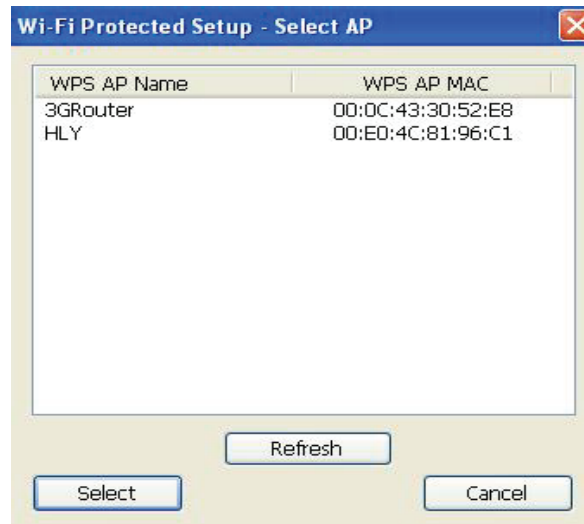 Wi-Fi Protected Setup - Select AP
WPS AP Name WPS AP MAC
3GRouter 00:0C:43:30:52:E8
HLY 00:E0:4C:81:96:C1
Refresh
Select Cancel